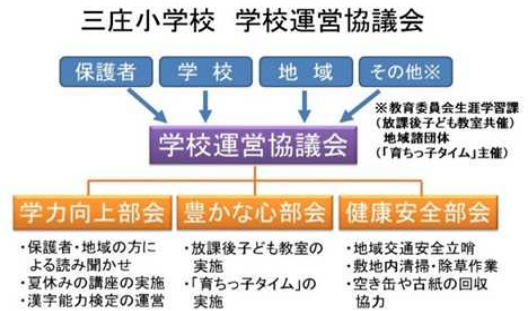 三庄小学校 学校運営協議会
保護者
学校
地域
その他※
※教育委員会生涯学習課
(放課後子ども教室共催)
地域諸団体
(「育ちっ子タイム」主催)
学校運営協議会
学力向上部会
・保護者・地域の方に
よる読み聞かせ
・夏休みの講座の実施
・漢字能力検定の運営
豊かな心部会
・放課後子ども教室の
実施
・「育ちっ子タイム」の
実施
健康安全部会
・地域交通安全立哨
・敷地内清掃・除草作業
・空き缶や古紙の回収
協力